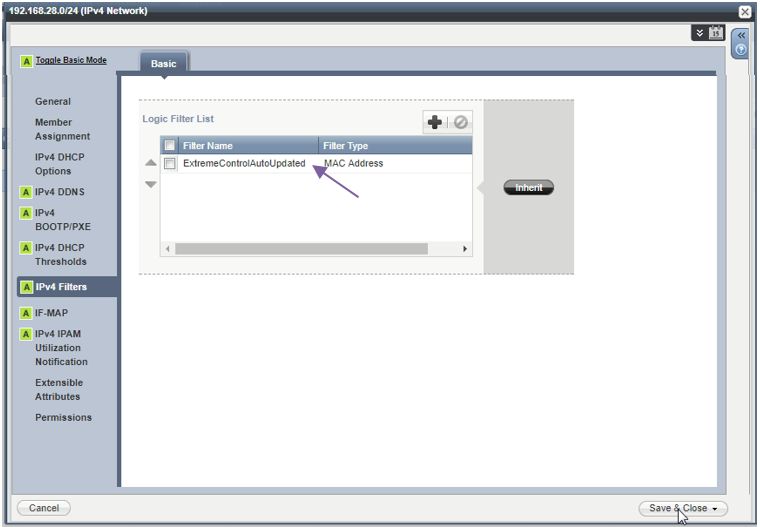 192.168.28.0/24 (IPv4 Network)
15
?
A Toggle Basic Mode
Basic
General
Member
Assignment
IPv4 DHCP
Options
A IPv4 DDNS
A IPv4
BOOTP/PXE
A IPv4 DHCP
Thresholds
A IPv4 Filters
A IF-MAP
A IPv4 IPAM
Utilization
Notification
Extensible
Attributes
Permissions
Logic Filter List
Filter Name Filter Type
ExtremeControlAutoUpdated MAC Address
Inherit
Cancel
Save & Close